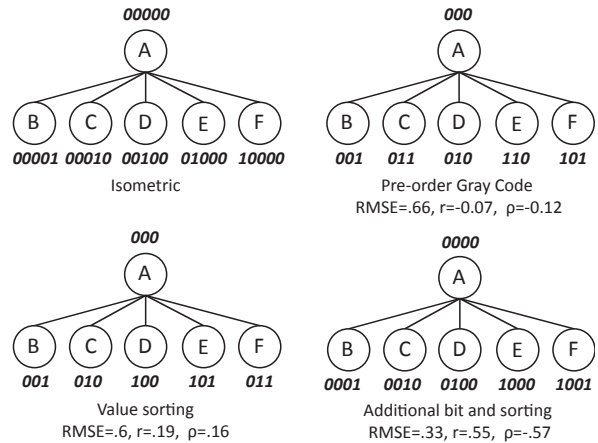 00000
A
B C D E F
00001 00010 00100 01000 10000
Isometric
000
A
B C D E F
001 011 010 110 101
Pre-order Gray Code
RMSE=.66, r=-0.07, ρ=-0.12
000
A
B C D E F
001 010 100 101 011
Value sorting
RMSE=.6, r=.19, ρ=.16
0000
A
B C D E F
0001 0010 0100 1000 1001
Additional bit and sorting
RMSE=.33, r=.55, ρ=-.57